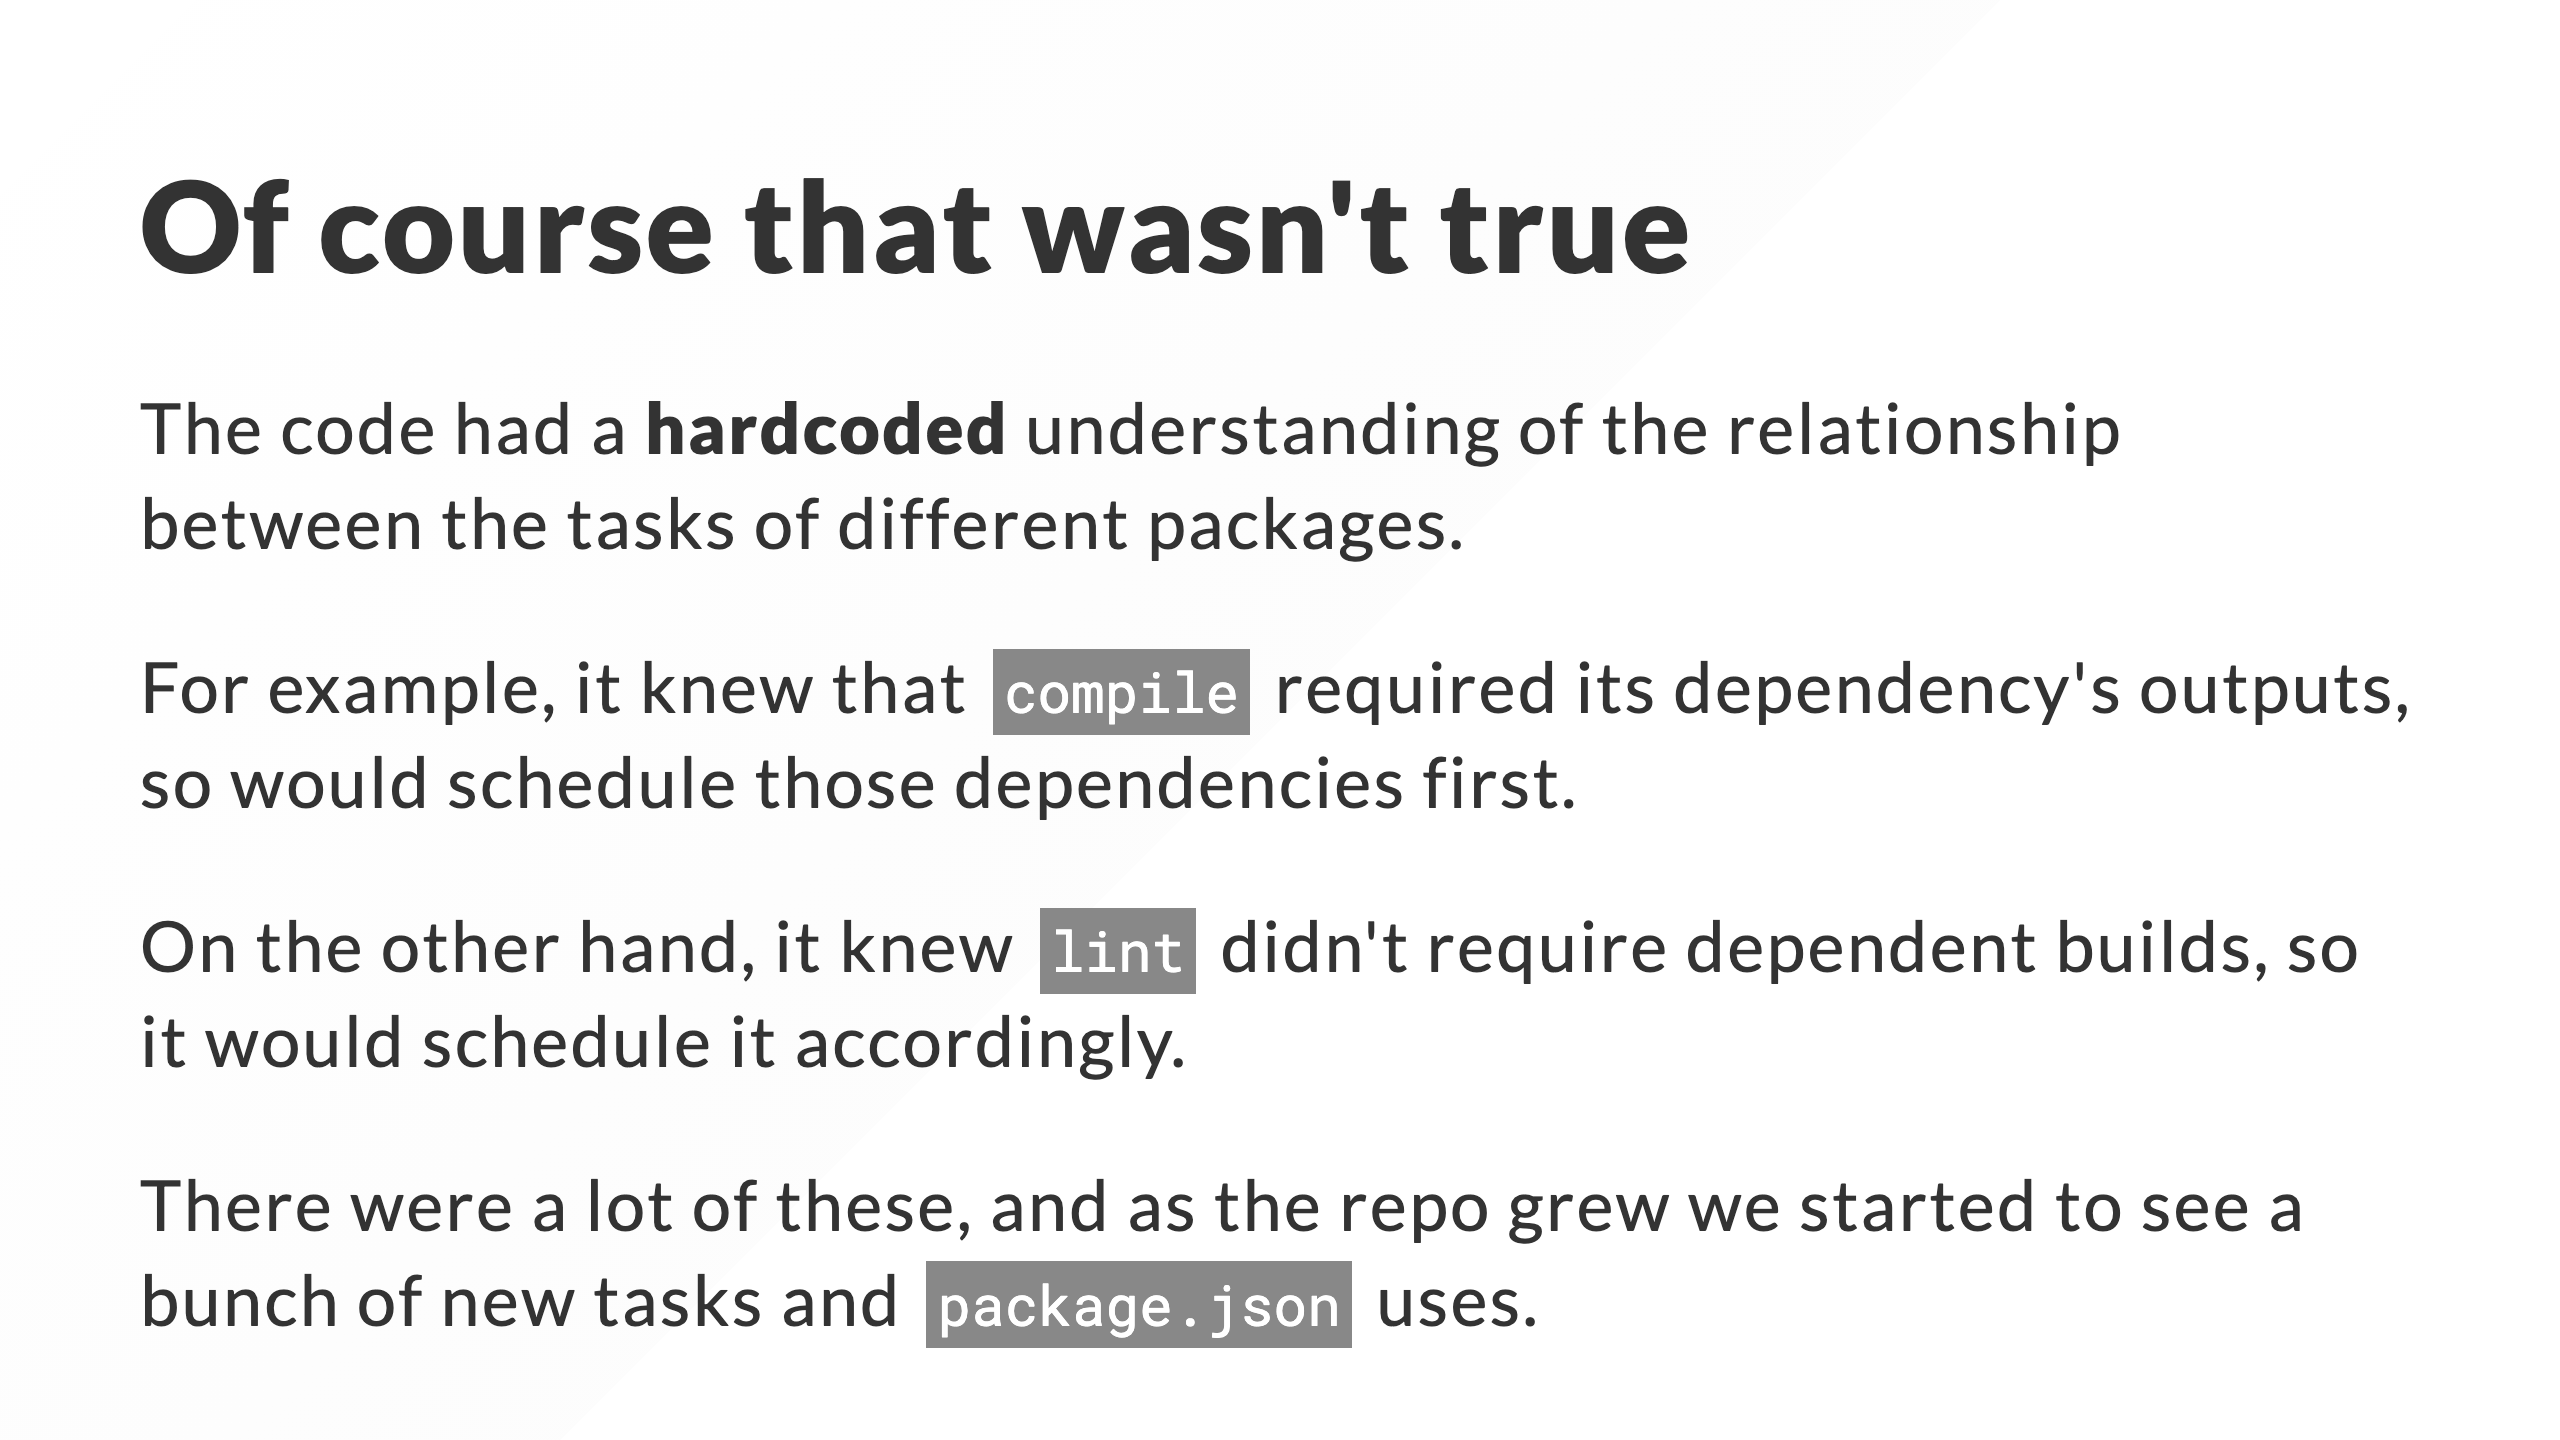 Of course that wasn't true
The code had a hardcoded understanding of the relationship
between the tasks of different packages.
For example, it knew that compile required its dependency's outputs,
so would schedule those dependencies first.
On the other hand, it knew lint didn't require dependent builds, so
it would schedule it accordingly.
There were a lot of these, and as the repo grew we started to see a
bunch of new tasks and package.json uses.